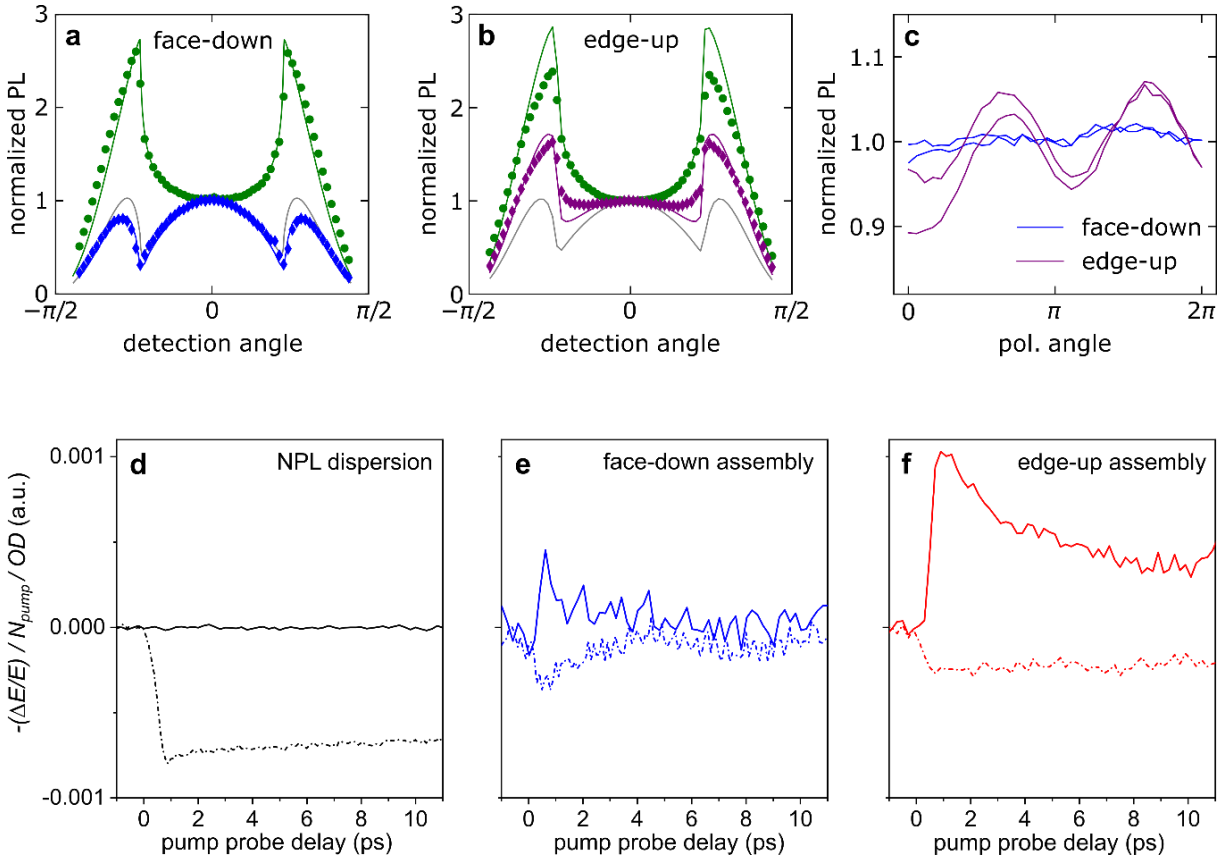 a face-down
normalized PL
3
2
1
0
−π/2 0 π/2
detection angle
b edge-up
normalized PL
3
2
1
0
−π/2 0 π/2
detection angle
c
normalized PL
1.1
1.0
0.9
face-down
edge-up
0 π 2π
pol. angle
d NPL dispersion
-(ΔE/E) / N_pump / OD (a.u.)
0.001
0.000
-0.001
0 2 4 6 8 10
pump probe delay (ps)
e face-down assembly
0 2 4 6 8 10
pump probe delay (ps)
f edge-up assembly
0 2 4 6 8 10
pump probe delay (ps)